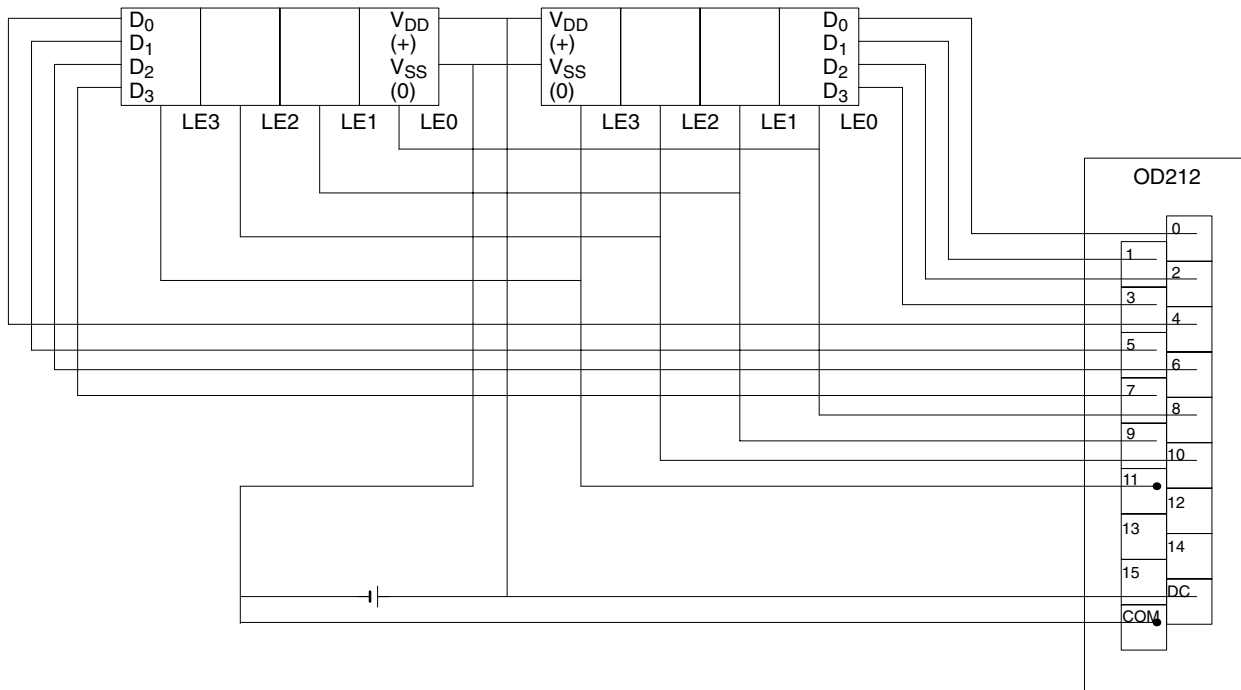 D0 VDD VDD D0
D1 (+) (+) D1
D2 VSS VSS D2
D3 (0) (0) D3
LE3 LE2 LE1 LE0 LE3 LE2 LE1 LE0
OD212
0
1
2
3
4
5
6
7
8
9
10
11
12
13
14
15
DC
COM